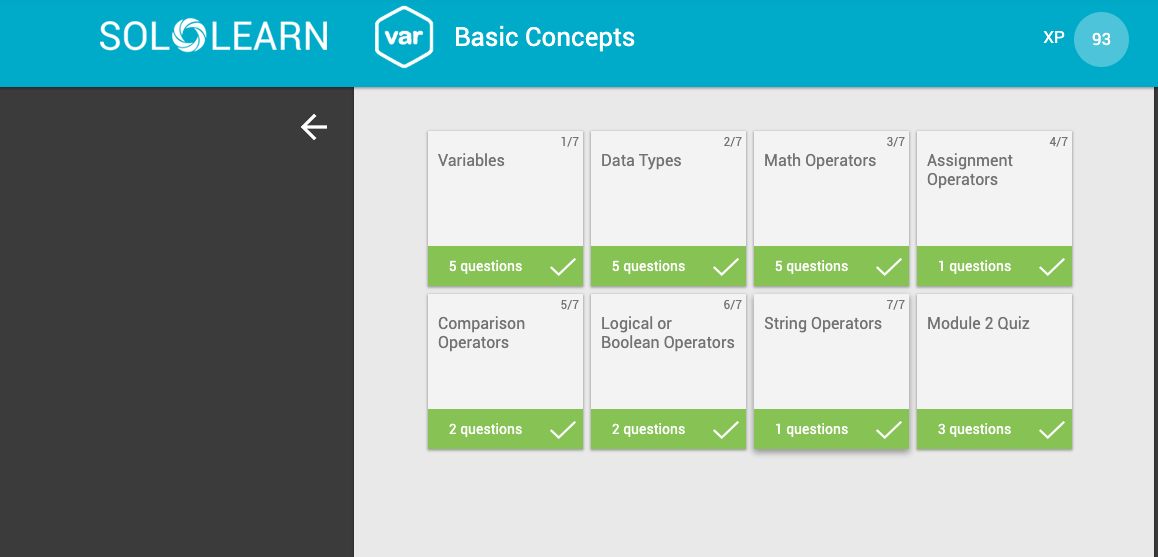 SOLOLEARN
var
Basic Concepts
XP
93
1/7
Variables
5 questions
2/7
Data Types
5 questions
3/7
Math Operators
5 questions
4/7
Assignment
Operators
1 questions
5/7
Comparison
Operators
2 questions
6/7
Logical or
Boolean Operators
2 questions
7/7
String Operators
1 questions
Module 2 Quiz
3 questions